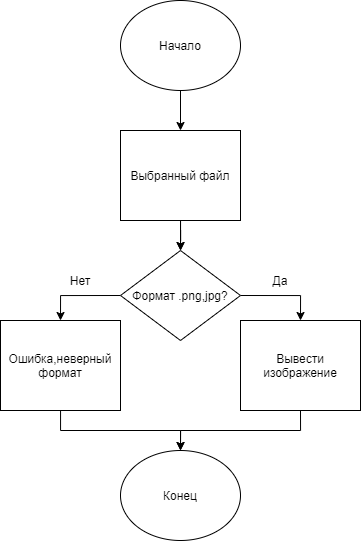 Начало
Выбранный файл
Формат .png,jpg?
Нет
Да
Ошибка,неверный
формат
Вывести
изображение
Конец